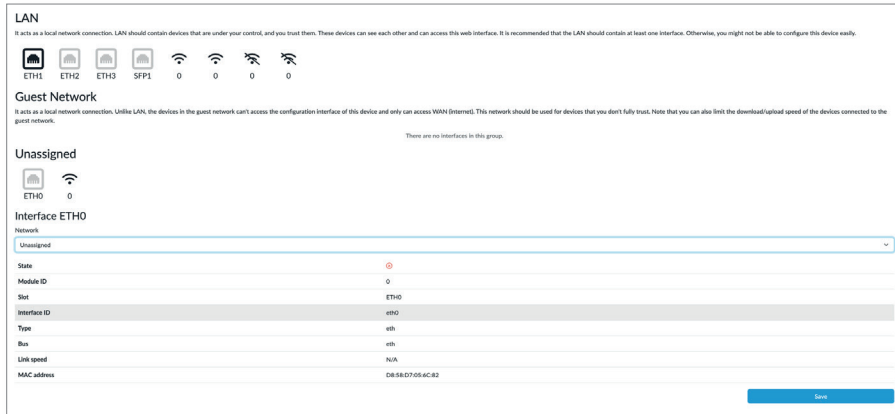 LAN
It acts as a local network connection. LAN should contain devices that are under your control, and you trust them. These devices can see each other and can access this web interface. It is recommended that the LAN should contain at least one interface. Otherwise, you might not be able to configure this device easily.
ETH1 ETH2 ETH3 SFP1 0 0 0 0
Guest Network
It acts as a local network connection. Unlike LAN, the devices in the guest network can't access the configuration interface of this device and only can access WAN (internet). This network should be used for devices that you don't fully trust. Note that you can also limit the download/upload speed of the devices connected to the
guest network.
There are no interfaces in this group.
Unassigned
ETH0 0
Interface ETH0
Network
Unassigned
State
Module ID 0
Slot ETH0
Interface ID eth0
Type eth
Bus eth
Link speed N/A
MAC address D8:58:D7:05:6C:82
Save